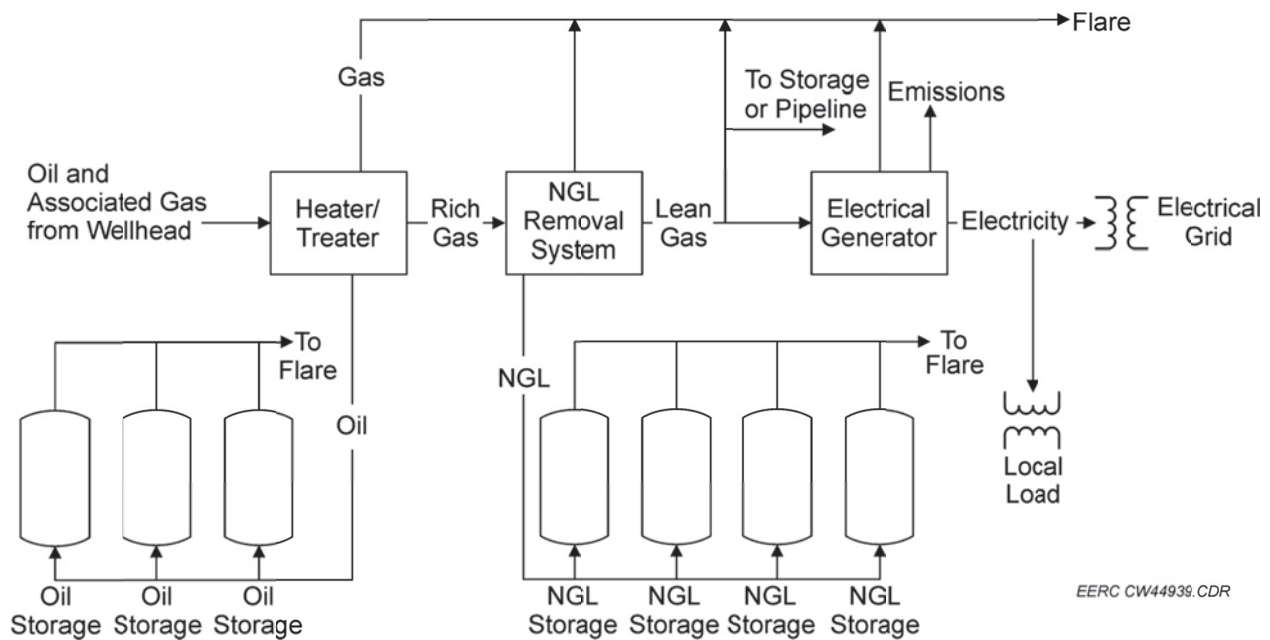 Flare
Gas
To Storage
or Pipeline
Emissions
Oil and
Associated Gas
from Wellhead
Heater/
Treater
Rich
Gas
NGL
Removal
System
Lean
Gas
Electrical
Generator
Electricity
Electrical
Grid
To
Flare
Oil
NGL
To
Flare
Local
Load
Oil
Storage
Oil
Storage
Oil
Storage
NGL
Storage
NGL
Storage
NGL
Storage
NGL
Storage
EERC CW44939.CDR